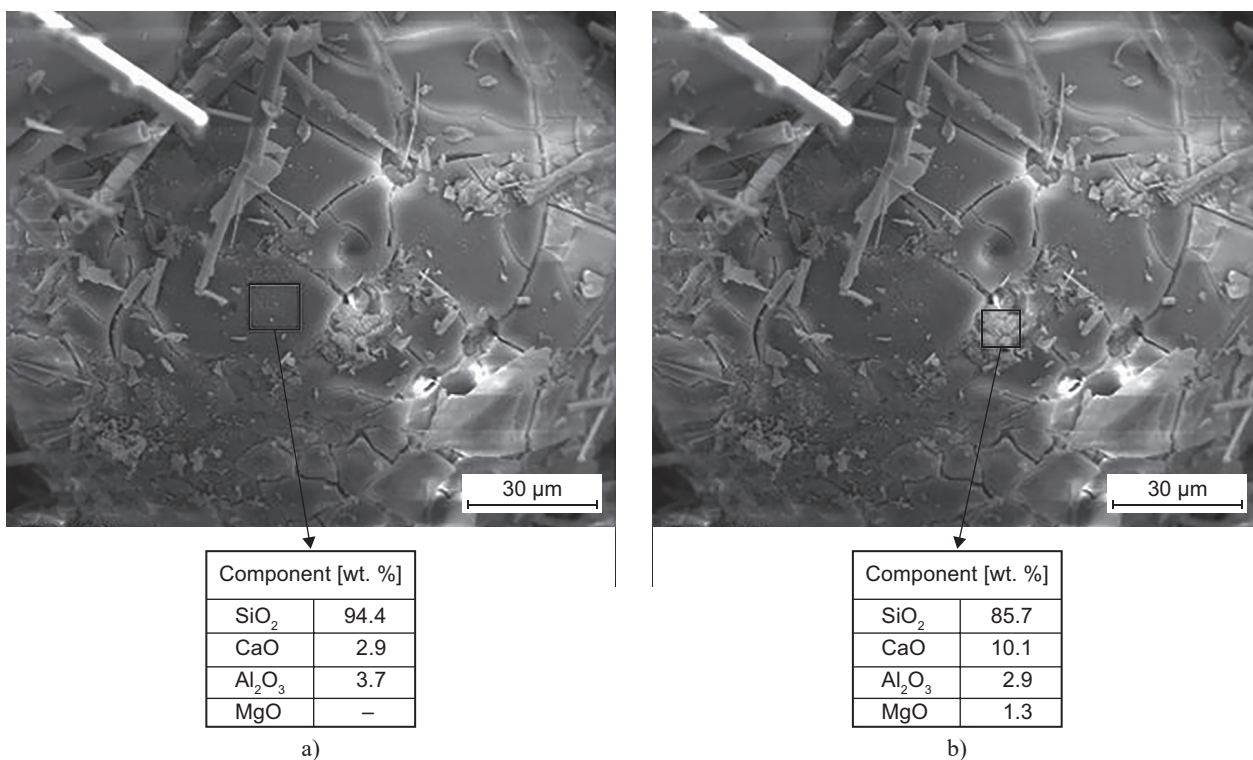 30 µm
30 µm
Component [wt. %]
SiO₂ 94.4
CaO 2.9
Al₂O₃ 3.7
MgO –
a)
Component [wt. %]
SiO₂ 85.7
CaO 10.1
Al₂O₃ 2.9
MgO 1.3
b)